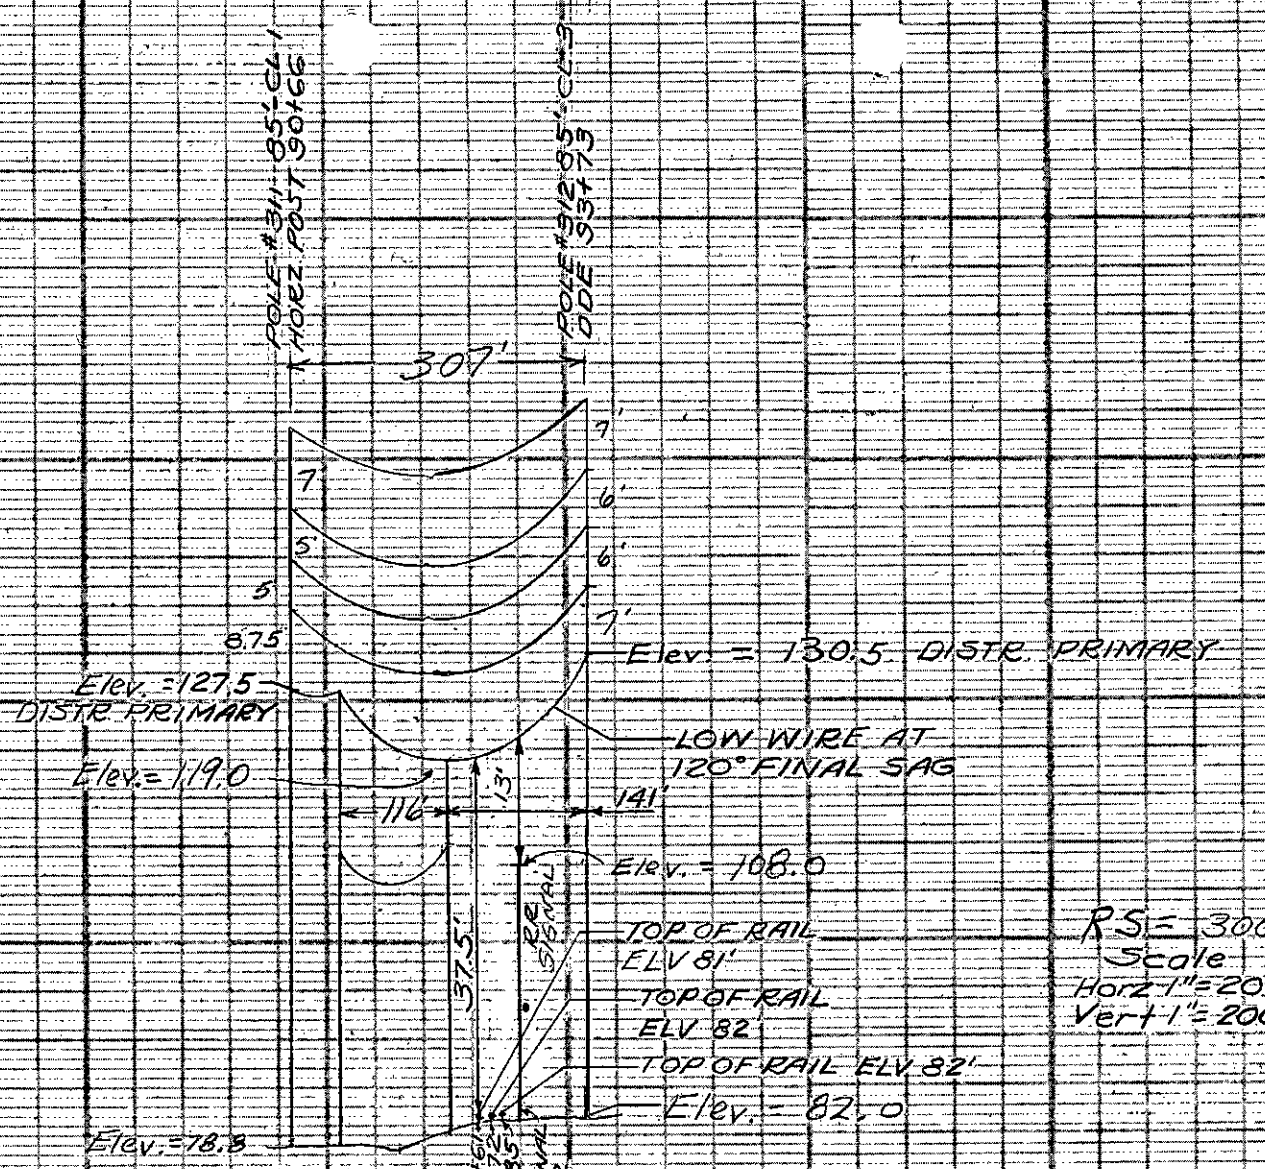 POLE #311-85'-CL-1
HORZ. POST 90+66
POLE #312-85'-CL-3
DDE 93+73
307'
7'
7
6'
5'
6'
5
7'
8.75
Elev. = 130.5 DISTR. PRIMARY
Elev. = 127.5
DISTR PRIMARY
LOW WIRE AT
120° FINAL SAG
Elev. = 119.0
13'
116'
141'
Elev. = 108.0
RR
SIGNAL
37.5'
TOP OF RAIL
ELV 81'
TOP OF RAIL
ELV 82'
TOP OF RAIL ELV. 82'
Elev. = 82.0
Elev. = 78.8
RS = 300
Scale
Horz 1"=20
Vert 1"=200